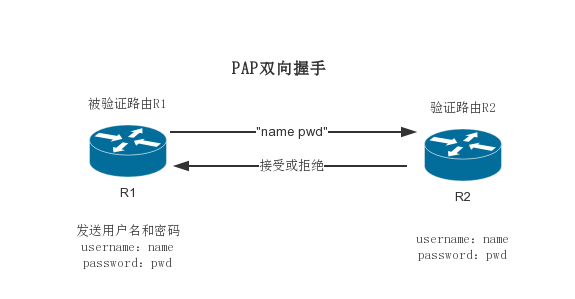 PAP双向握手
被验证路由R1
验证路由R2
"name pwd"
接受或拒绝
R1
R2
发送用户名和密码
username：name
password：pwd
username：name
password：pwd